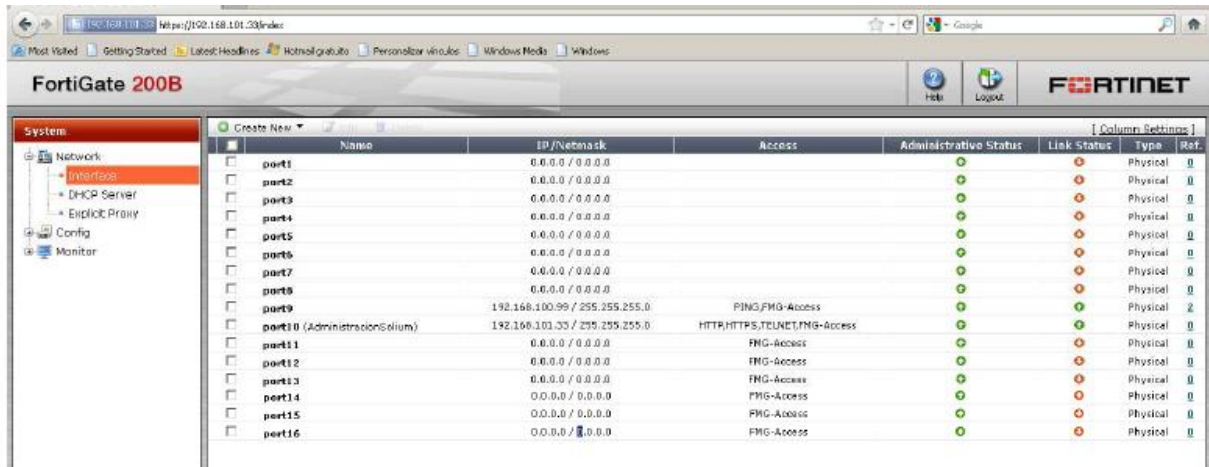 192.168.101.33 https://192.168.101.33/index
Google
Most Visited Getting Started Latest Headlines Hotmail gratuito Personalizar vínculos Windows Media Windows
FortiGate 200B
Help
Logout
FORTINET
System
Network
Interface
DHCP Server
Explicit Proxy
Config
Monitor
Create New Edit Delete
[ Column Settings ]
Name IP/Netmask Access Administrative Status Link Status Type Ref.
port1 0.0.0.0 / 0.0.0.0 Physical 0
port2 0.0.0.0 / 0.0.0.0 Physical 0
port3 0.0.0.0 / 0.0.0.0 Physical 0
port4 0.0.0.0 / 0.0.0.0 Physical 0
port5 0.0.0.0 / 0.0.0.0 Physical 0
port6 0.0.0.0 / 0.0.0.0 Physical 0
port7 0.0.0.0 / 0.0.0.0 Physical 0
port8 0.0.0.0 / 0.0.0.0 Physical 0
port9 192.168.100.99 / 255.255.255.0 PING,FMG-Access Physical 2
port10 (AdministracionSolium) 192.168.101.33 / 255.255.255.0 HTTP,HTTPS,TELNET,FMG-Access Physical 0
port11 0.0.0.0 / 0.0.0.0 FMG-Access Physical 0
port12 0.0.0.0 / 0.0.0.0 FMG-Access Physical 0
port13 0.0.0.0 / 0.0.0.0 FMG-Access Physical 0
port14 0.0.0.0 / 0.0.0.0 FMG-Access Physical 0
port15 0.0.0.0 / 0.0.0.0 FMG-Access Physical 0
port16 0.0.0.0 / 0.0.0.0 FMG-Access Physical 0